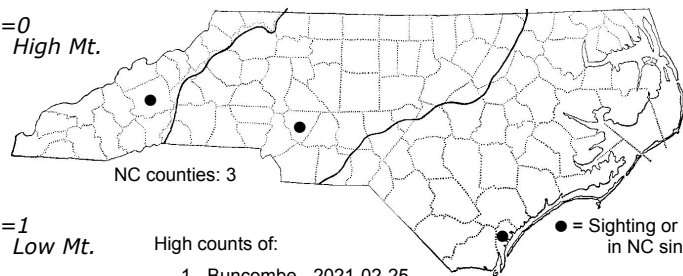 =0
High Mt.
NC counties: 3
=1
Low Mt.
High counts of:
● = Sighting or
in NC sin
1 - Buncombe - 2021-02-25